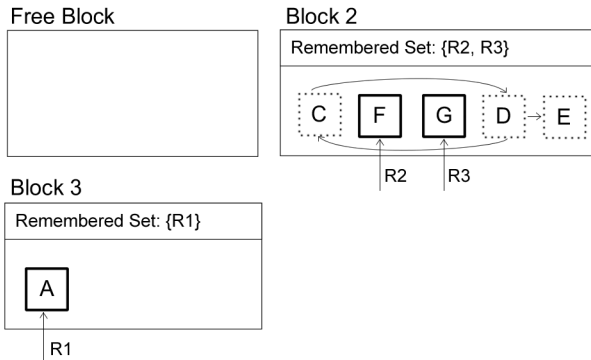 Free Block
Block 2
Remembered Set: {R2, R3}
C F G D E
R2 R3
Block 3
Remembered Set: {R1}
A
R1